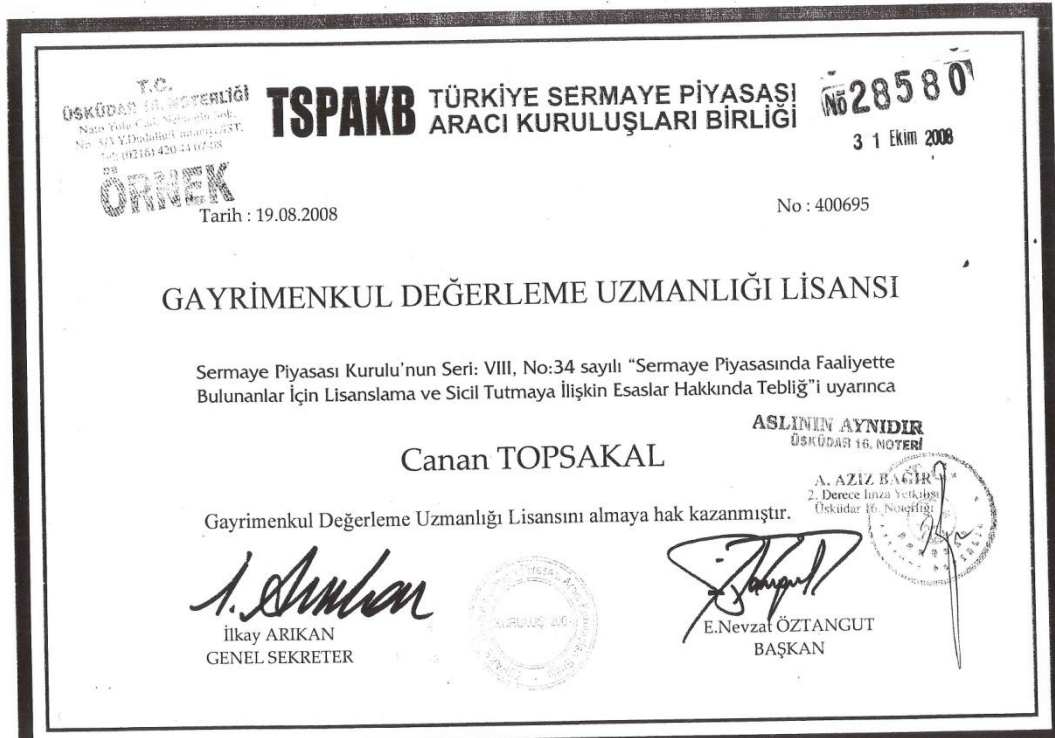 T.C.
ÜSKÜDAR 16. NOTERLİĞİ
ÖRNEK
TSPAKB TÜRKİYE SERMAYE PİYASASI
ARACI KURULUŞLARI BİRLİĞİ
№ 28580
3 1 Ekim 2008
Tarih : 19.08.2008
No : 400695
GAYRİMENKUL DEĞERLEME UZMANLIĞI LİSANSI
Sermaye Piyasası Kurulu'nun Seri: VIII, No:34 sayılı “Sermaye Piyasasında Faaliyette
Bulunanlar İçin Lisanslama ve Sicil Tutmaya İlişkin Esaslar Hakkında Tebliğ”i uyarınca
ASLININ AYNIDIR
ÜSKÜDAR 16. NOTERİ
Canan TOPSAKAL
A. AZİZ BAĞIR
2. Derece İmza Yetkilisi
Üsküdar 16. Noterliği
Gayrimenkul Değerleme Uzmanlığı Lisansını almaya hak kazanmıştır.
İlkay ARIKAN
GENEL SEKRETER
E.Nevzat ÖZTANGUT
BAŞKAN